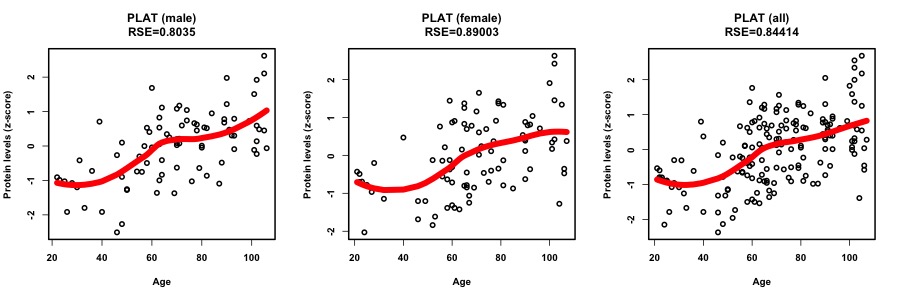 PLAT (male)
RSE=0.8035
Protein levels (z-score)
2
1
0
-1
-2
20 40 60 80 100
Age
PLAT (female)
RSE=0.89003
Protein levels (z-score)
2
1
0
-1
-2
20 40 60 80 100
Age
PLAT (all)
RSE=0.84414
Protein levels (z-score)
2
1
0
-1
-2
20 40 60 80 100
Age